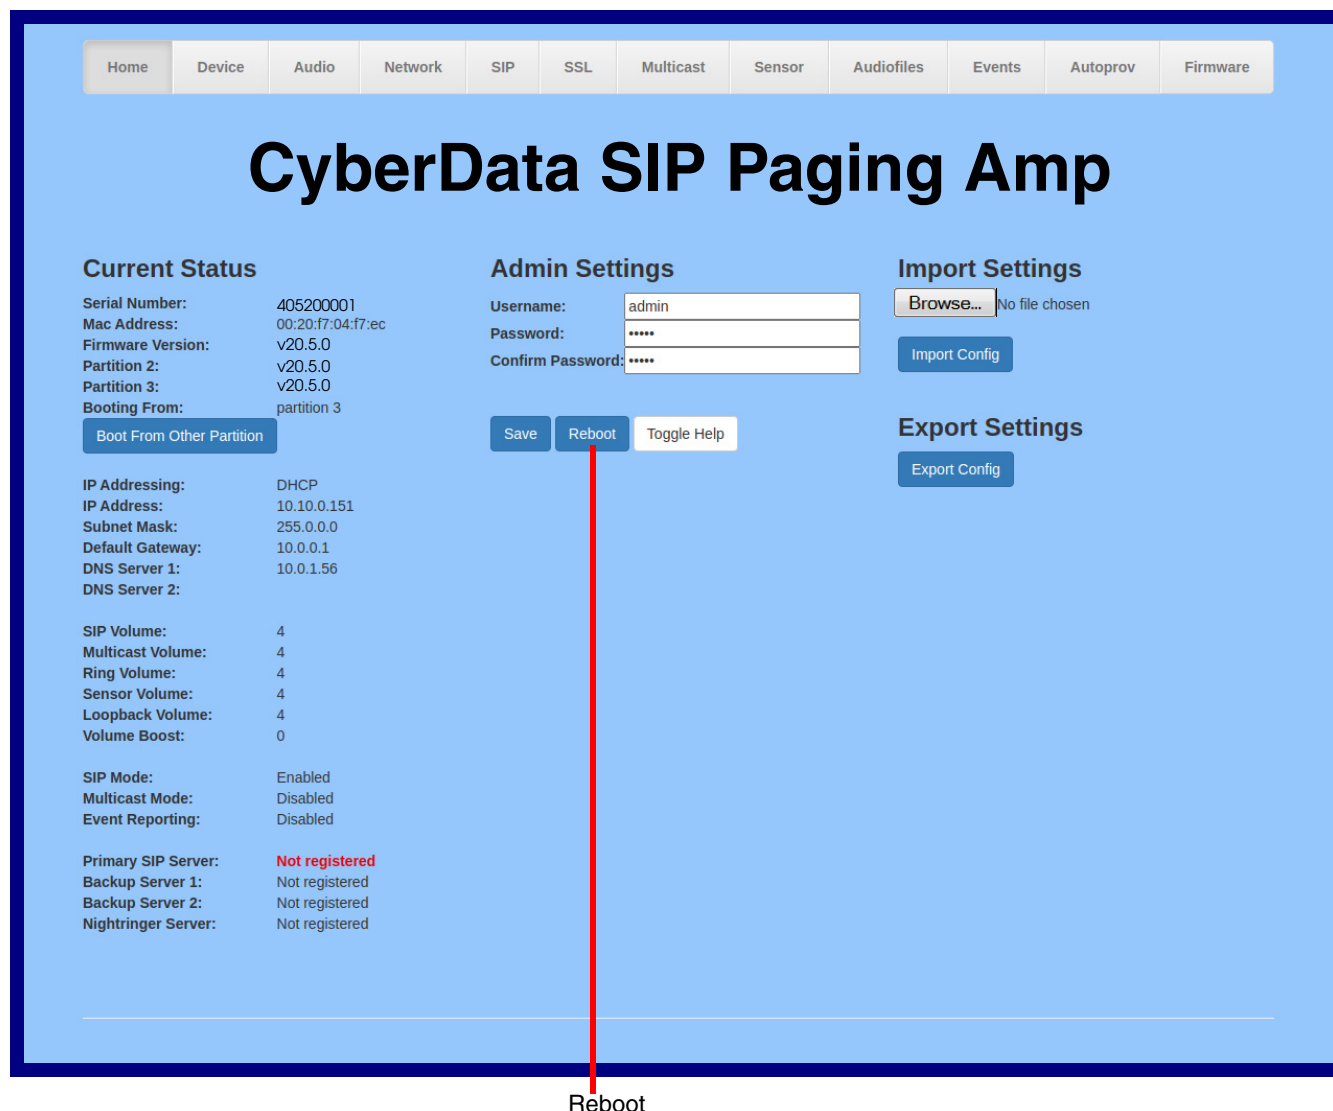 Home Device Audio Network SIP SSL Multicast Sensor Audiofiles Events Autoprov Firmware
CyberData SIP Paging Amp
Current Status
Serial Number: 405200001
Mac Address: 00:20:f7:04:f7:ec
Firmware Version: v20.5.0
Partition 2: v20.5.0
Partition 3: v20.5.0
Booting From: partition 3
Boot From Other Partition
IP Addressing: DHCP
IP Address: 10.10.0.151
Subnet Mask: 255.0.0.0
Default Gateway: 10.0.0.1
DNS Server 1: 10.0.1.56
DNS Server 2:
SIP Volume: 4
Multicast Volume: 4
Ring Volume: 4
Sensor Volume: 4
Loopback Volume: 4
Volume Boost: 0
SIP Mode: Enabled
Multicast Mode: Disabled
Event Reporting: Disabled
Primary SIP Server: Not registered
Backup Server 1: Not registered
Backup Server 2: Not registered
Nightringer Server: Not registered
Admin Settings
Username: admin
Password: •••••
Confirm Password: •••••
Save Reboot Toggle Help
Import Settings
Browse... No file chosen
Import Config
Export Settings
Export Config
Reboot